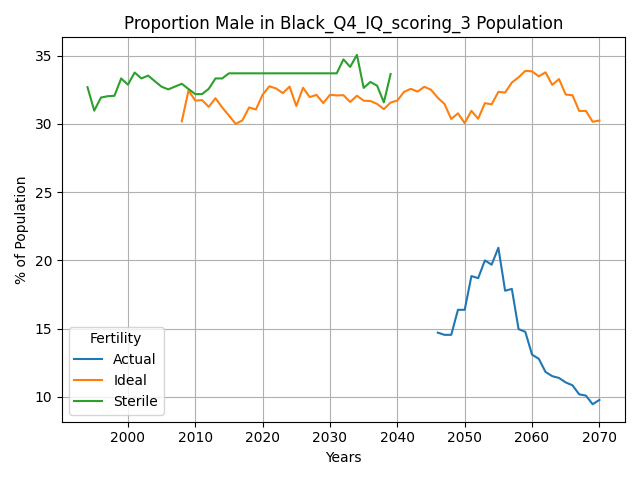 Proportion Male in Black_Q4_IQ_scoring_3 Population
% of Population
35
30
25
20
15
10
Fertility
Actual
Ideal
Sterile
2000 2010 2020 2030 2040 2050 2060 2070
Years